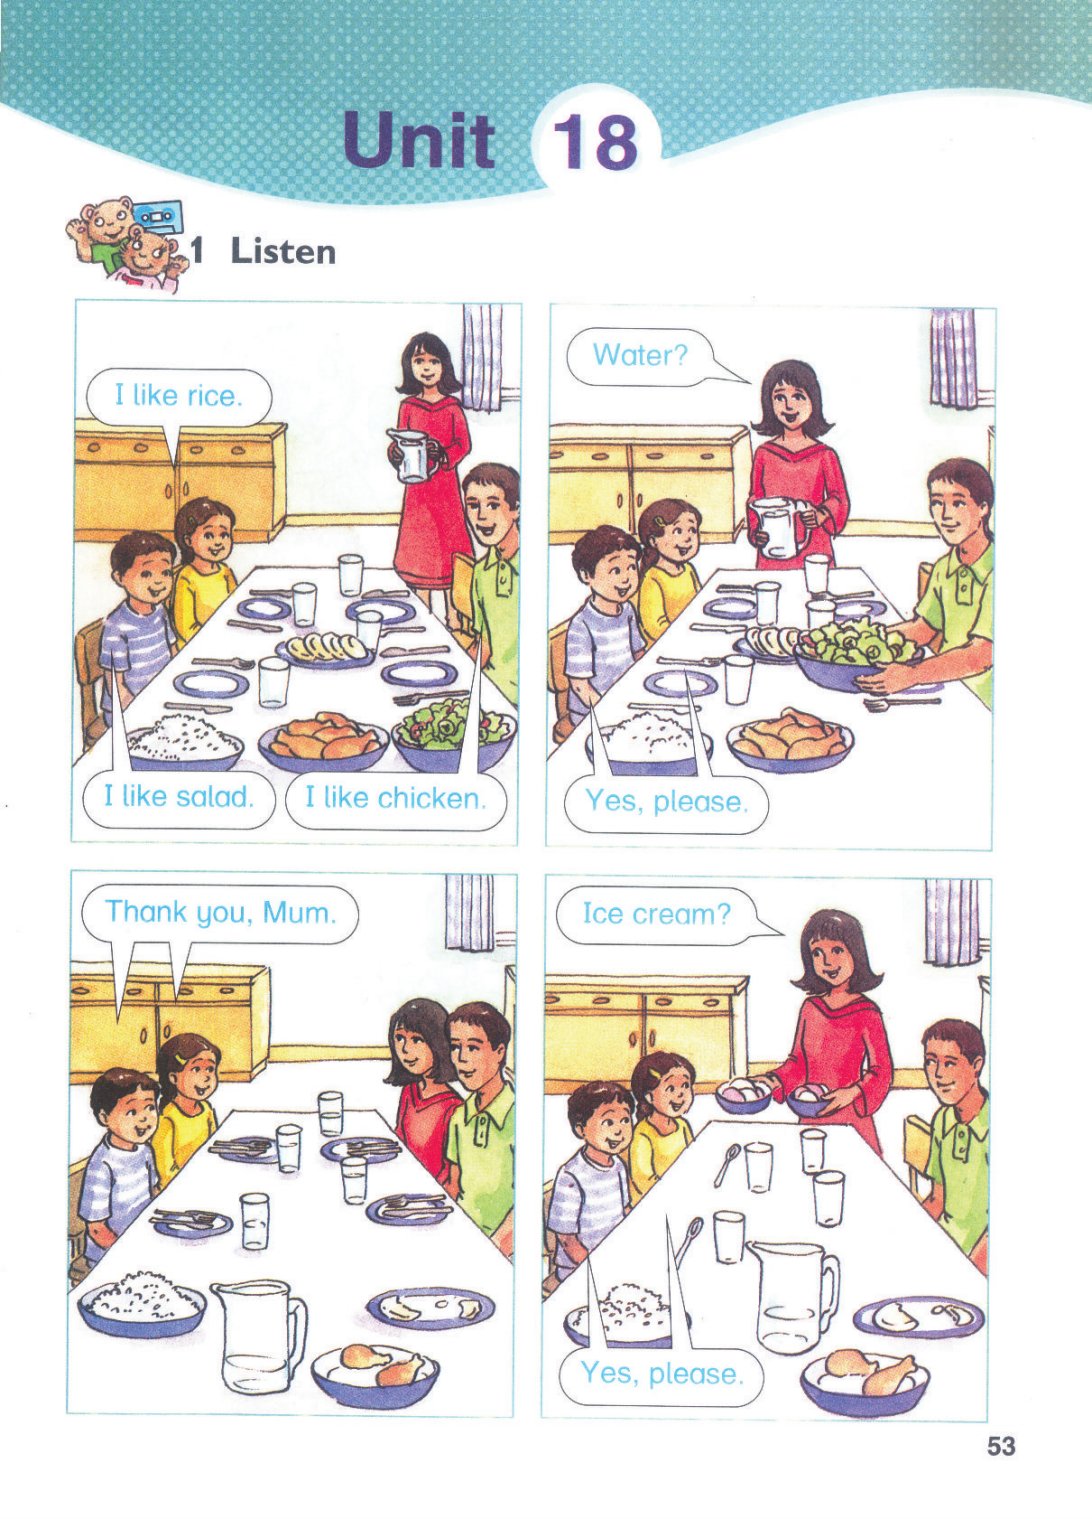 Unit 18
1 Listen
I like rice.
I like salad.
I like chicken.
Water?
Yes, please.
Thank you, Mum.
Ice cream?
Yes, please.
53